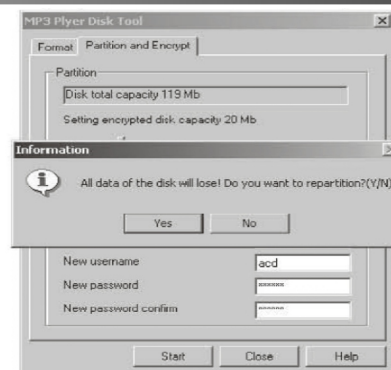 MP3 Plyer Disk Tool
Format Partition and Encrypt
Partition
Disk total capacity 119 Mb
Setting encrypted disk capacity 20 Mb
Information
All data of the disk will lose! Do you want to repartition?(Y/N)
Yes No
New username acd
New password ******
New password confirm ******
Start Close Help